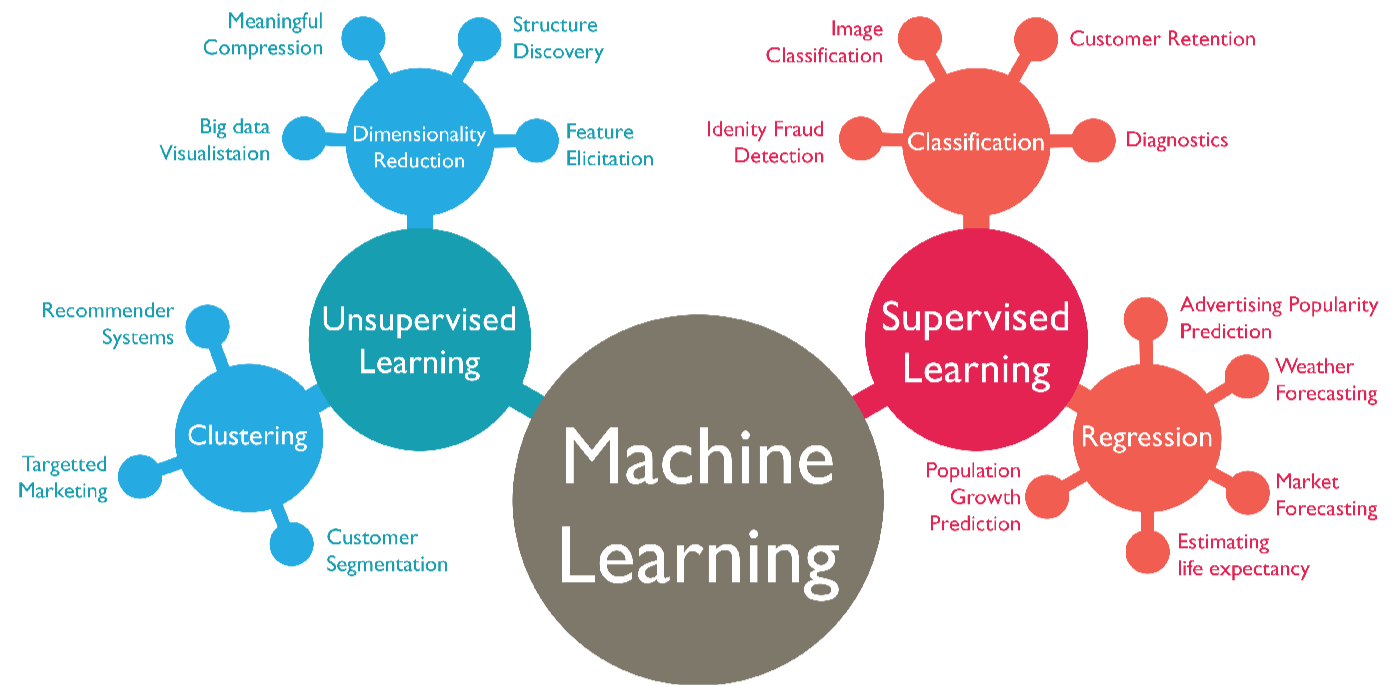 Meaningful
Compression
Structure
Discovery
Big data
Visualistaion
Dimensionality
Reduction
Feature
Elicitation
Image
Classification
Customer Retention
Idenity Fraud
Detection
Classification
Diagnostics
Recommender
Systems
Unsupervised
Learning
Clustering
Targetted
Marketing
Customer
Segmentation
Machine
Learning
Supervised
Learning
Advertising Popularity
Prediction
Weather
Forecasting
Regression
Population
Growth
Prediction
Market
Forecasting
Estimating
life expectancy